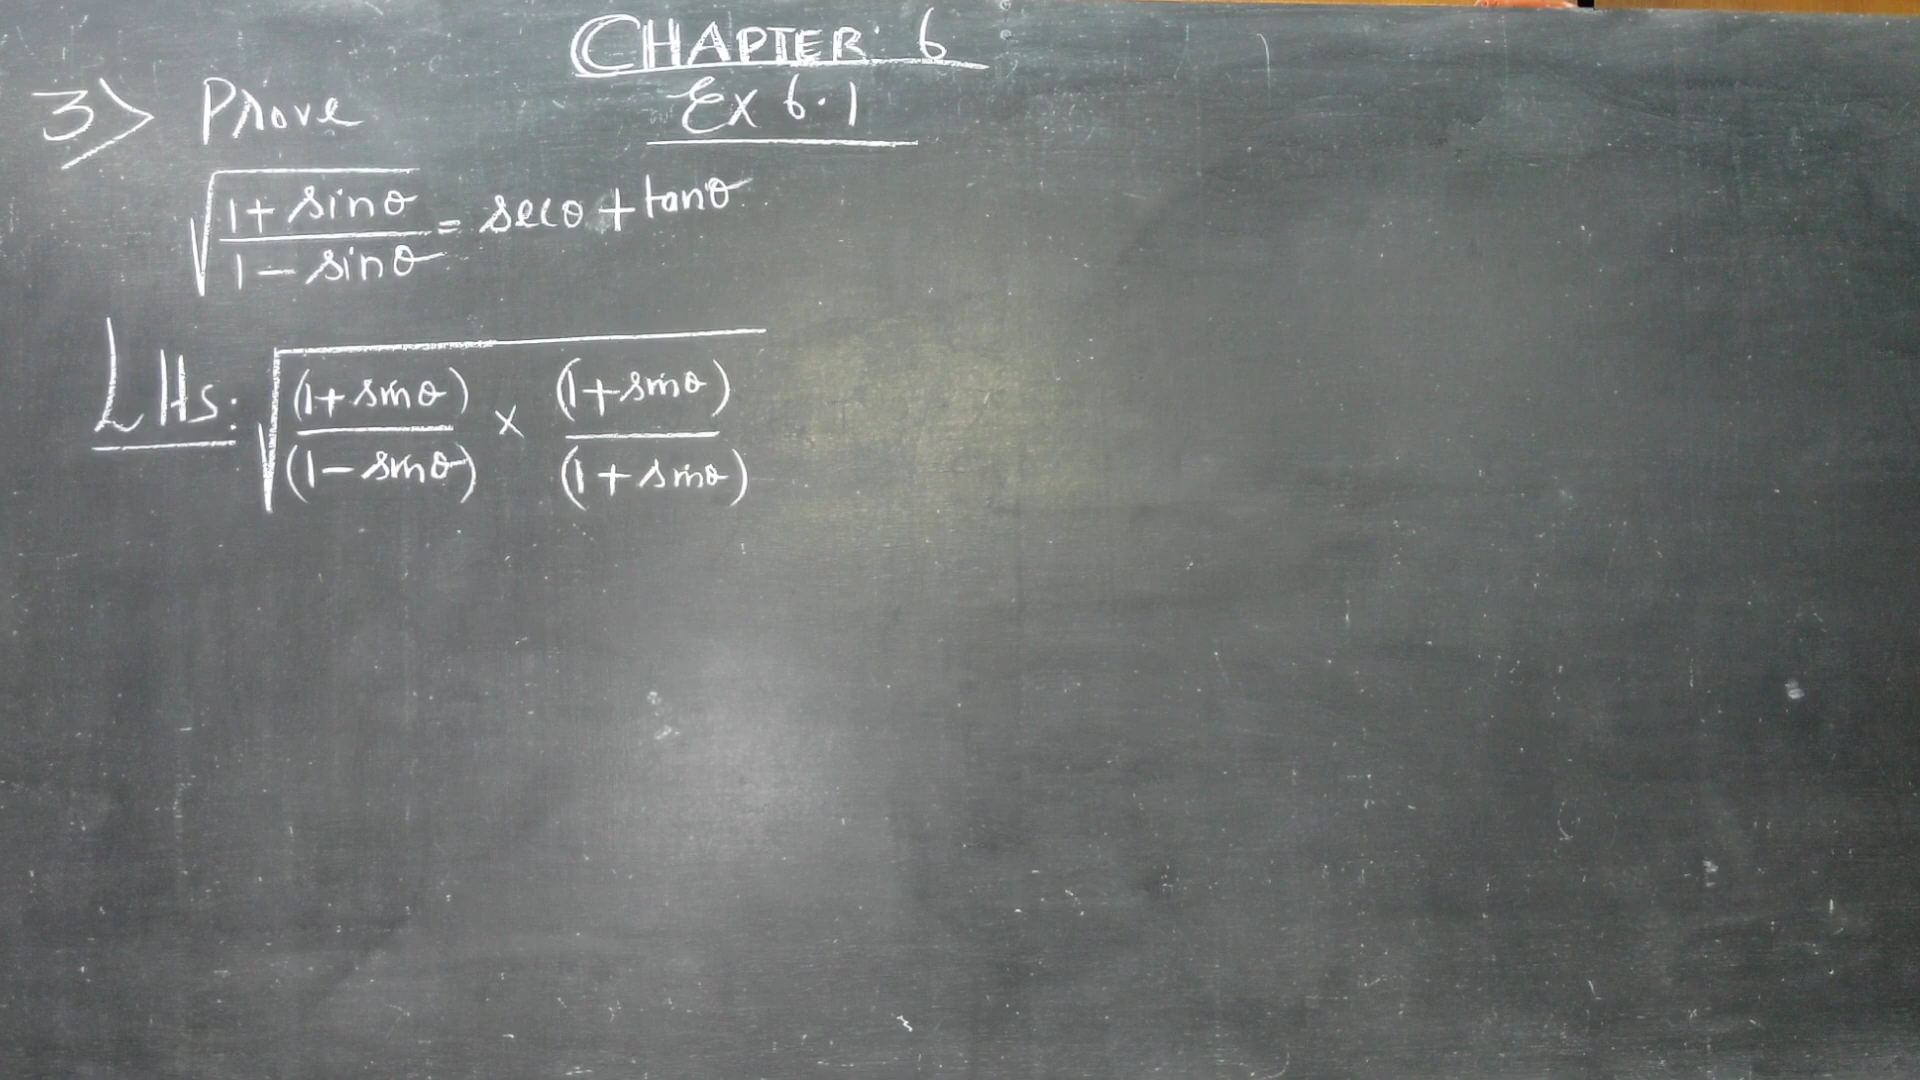 CHAPTER 6
Ex 6.1
3> Prove
√((1 + sinθ)/(1 - sinθ)) = secθ + tanθ
LHS: √((1 + sinθ)/(1 - sinθ) × (1 + sinθ)/(1 + sinθ))